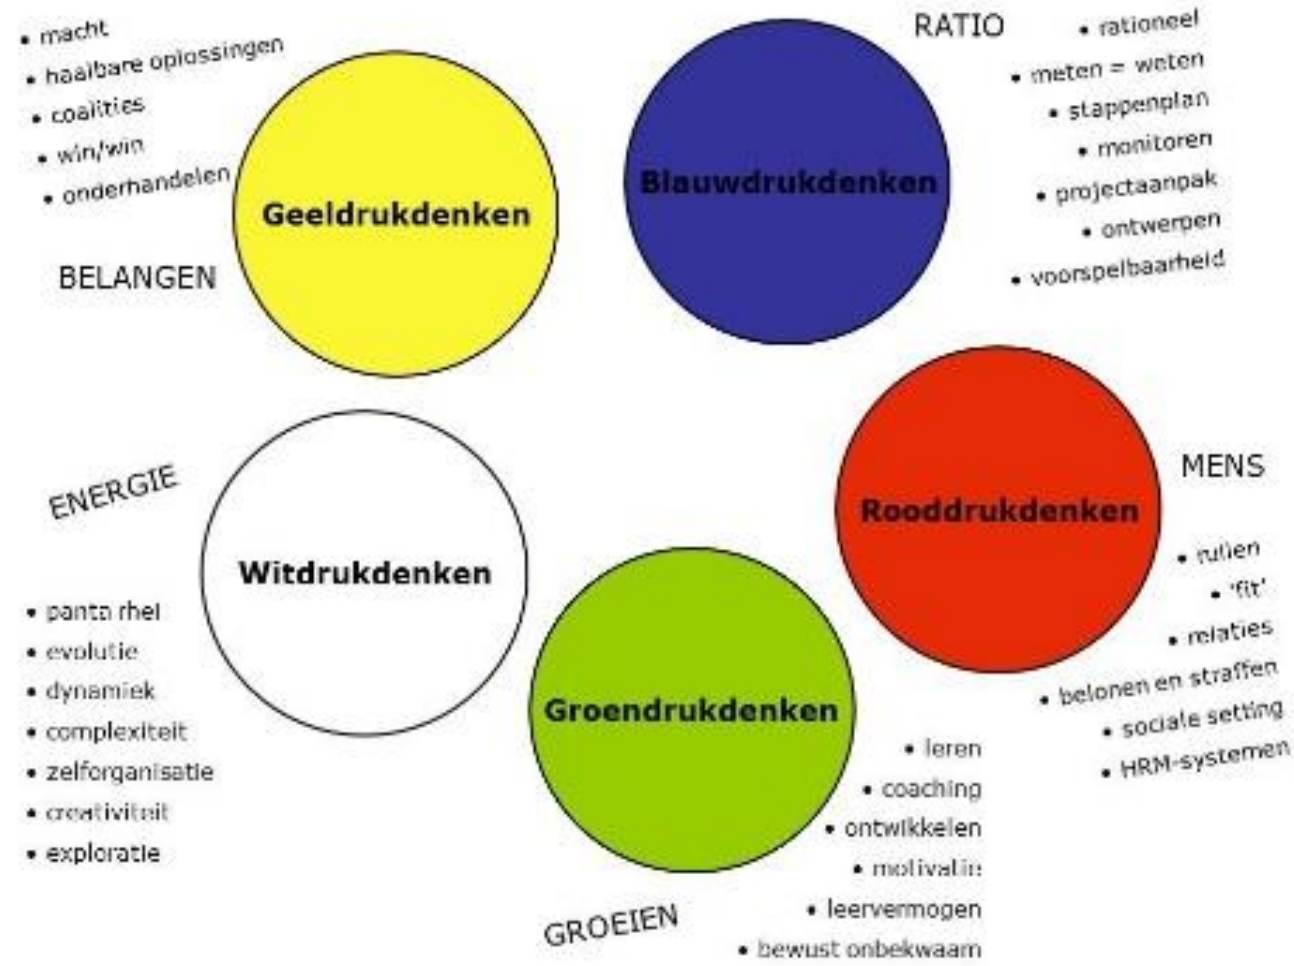 • macht
• haalbare oplossingen
• coalities
• win/win
• onderhandelen
BELANGEN
Geeldrukdenken
RATIO
• rationeel
• meten = weten
• stappenplan
• monitoren
• projectaanpak
• ontwerpen
• voorspelbaarheid
Blauwdrukdenken
MENS
Rooddrukdenken
• ruilen
• 'fit'
• relaties
• belonen en straffen
• sociale setting
• HRM-systemen
ENERGIE
Witdrukdenken
• panta rhei
• evolutie
• dynamiek
• complexiteit
• zelforganisatie
• creativiteit
• exploratie
Groendrukdenken
• leren
• coaching
• ontwikkelen
• motivatie
• leervermogen
• bewust onbekwaam
GROEIEN